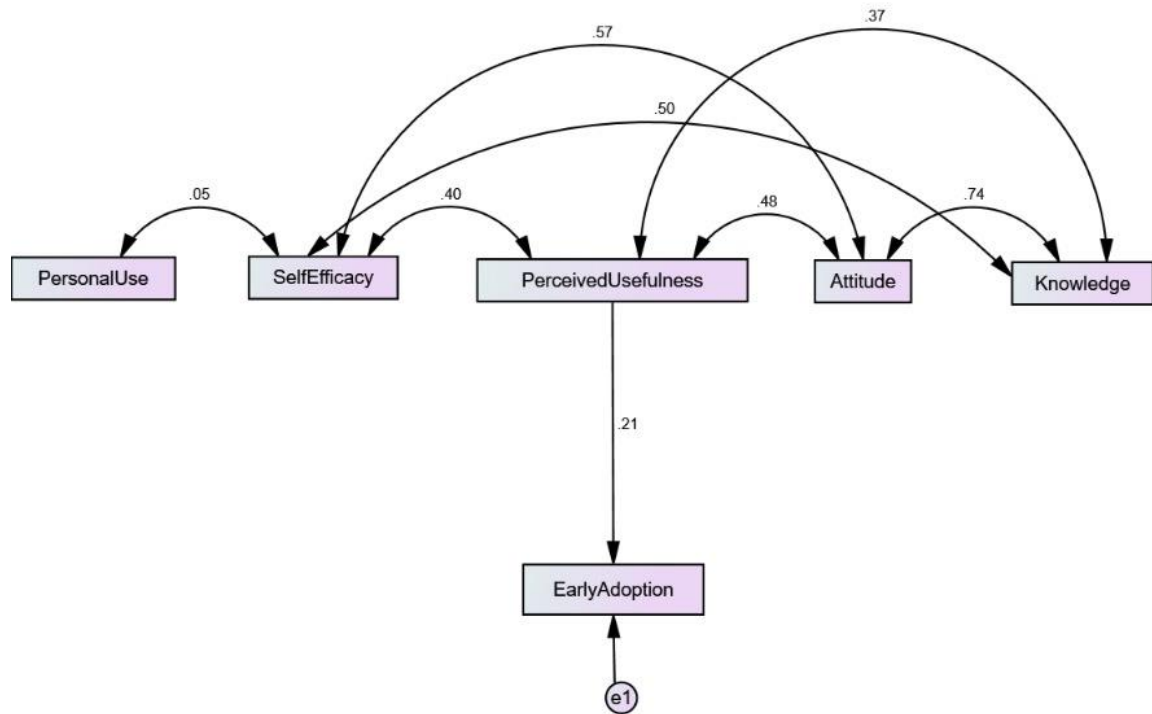 .37
.57
.50
.05
.40
.48
.74
PersonalUse
SelfEfficacy
PerceivedUsefulness
Attitude
Knowledge
.21
EarlyAdoption
e1